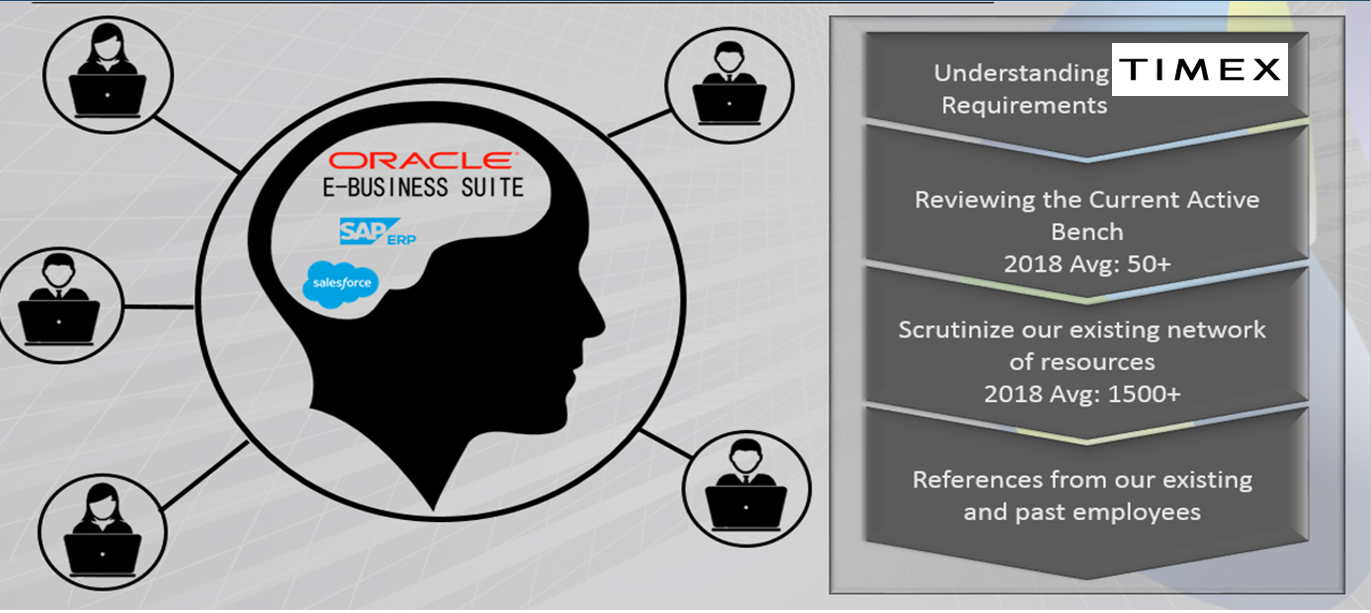 ORACLE
E-BUSINESS SUITE
SAP ERP
salesforce
Understanding TIMEX
Requirements
Reviewing the Current Active
Bench
2018 Avg: 50+
Scrutinize our existing network
of resources
2018 Avg: 1500+
References from our existing
and past employees